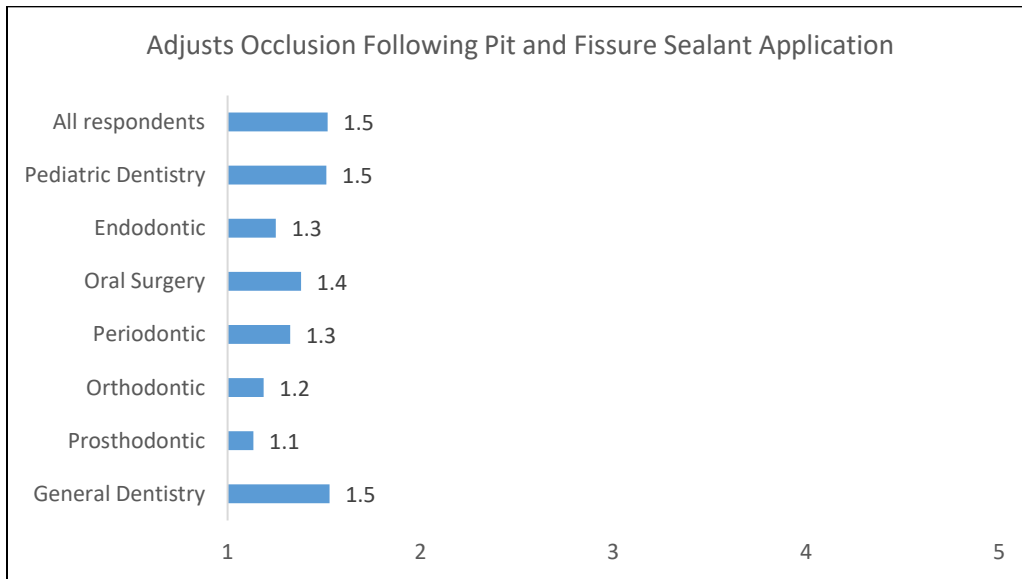 Adjusts Occlusion Following Pit and Fissure Sealant Application
All respondents 1.5
Pediatric Dentistry 1.5
Endodontic 1.3
Oral Surgery 1.4
Periodontic 1.3
Orthodontic 1.2
Prosthodontic 1.1
General Dentistry 1.5
1 2 3 4 5